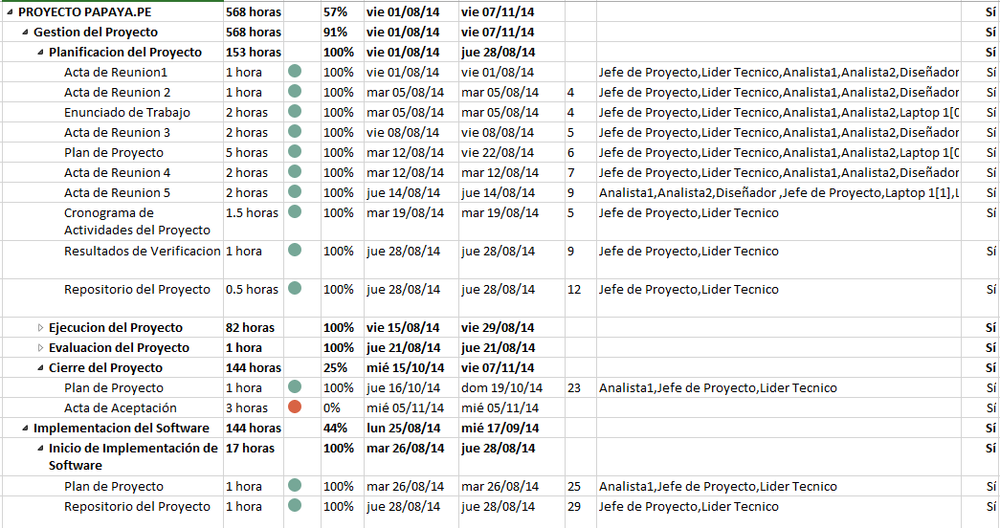 PROYECTO PAPAYA.PE 568 horas 57% vie 01/08/14 vie 07/11/14 Sí
Gestion del Proyecto 568 horas 91% vie 01/08/14 vie 07/11/14 Sí
Planificacion del Proyecto 153 horas 100% vie 01/08/14 jue 28/08/14 Sí
Acta de Reunion1 1 hora 100% vie 01/08/14 vie 01/08/14 Jefe de Proyecto,Lider Tecnico,Analista1,Analista2,Diseñador Sí
Acta de Reunion 2 1 hora 100% mar 05/08/14 mar 05/08/14 4 Jefe de Proyecto,Lider Tecnico,Analista1,Analista2,Diseñador Sí
Enunciado de Trabajo 2 horas 100% mar 05/08/14 mar 05/08/14 4 Jefe de Proyecto,Lider Tecnico,Analista1,Analista2,Laptop 1[0 Sí
Acta de Reunion 3 2 horas 100% vie 08/08/14 vie 08/08/14 5 Jefe de Proyecto,Lider Tecnico,Analista1,Analista2,Diseñador Sí
Plan de Proyecto 5 horas 100% mar 12/08/14 vie 22/08/14 6 Jefe de Proyecto,Lider Tecnico,Analista1,Analista2,Laptop 1[0 Sí
Acta de Reunion 4 2 horas 100% mar 12/08/14 mar 12/08/14 7 Jefe de Proyecto,Lider Tecnico,Analista1,Analista2,Diseñador Sí
Acta de Reunion 5 2 horas 100% jue 14/08/14 jue 14/08/14 9 Analista1,Analista2,Diseñador ,Jefe de Proyecto,Laptop 1[1],L Sí
Cronograma de 1.5 horas 100% mar 19/08/14 mar 19/08/14 5 Jefe de Proyecto,Lider Tecnico Sí
Actividades del Proyecto
Resultados de Verificacion 1 hora 100% jue 28/08/14 jue 28/08/14 9 Jefe de Proyecto,Lider Tecnico Sí
Repositorio del Proyecto 0.5 horas 100% jue 28/08/14 jue 28/08/14 12 Jefe de Proyecto,Lider Tecnico Sí
Ejecucion del Proyecto 82 horas 100% vie 15/08/14 vie 29/08/14 Sí
Evaluacion del Proyecto 1 hora 100% jue 21/08/14 jue 21/08/14 Sí
Cierre del Proyecto 144 horas 25% mié 15/10/14 vie 07/11/14 Sí
Plan de Proyecto 1 hora 100% jue 16/10/14 dom 19/10/14 23 Analista1,Jefe de Proyecto,Lider Tecnico Sí
Acta de Aceptación 3 horas 0% mié 05/11/14 mié 05/11/14 Sí
Implementacion del Software 144 horas 44% lun 25/08/14 mié 17/09/14 Sí
Inicio de Implementación de 17 horas 100% mar 26/08/14 jue 28/08/14 Sí
Software
Plan de Proyecto 1 hora 100% mar 26/08/14 mar 26/08/14 25 Analista1,Jefe de Proyecto,Lider Tecnico Sí
Repositorio del Proyecto 1 hora 100% jue 28/08/14 jue 28/08/14 29 Jefe de Proyecto,Lider Tecnico Sí